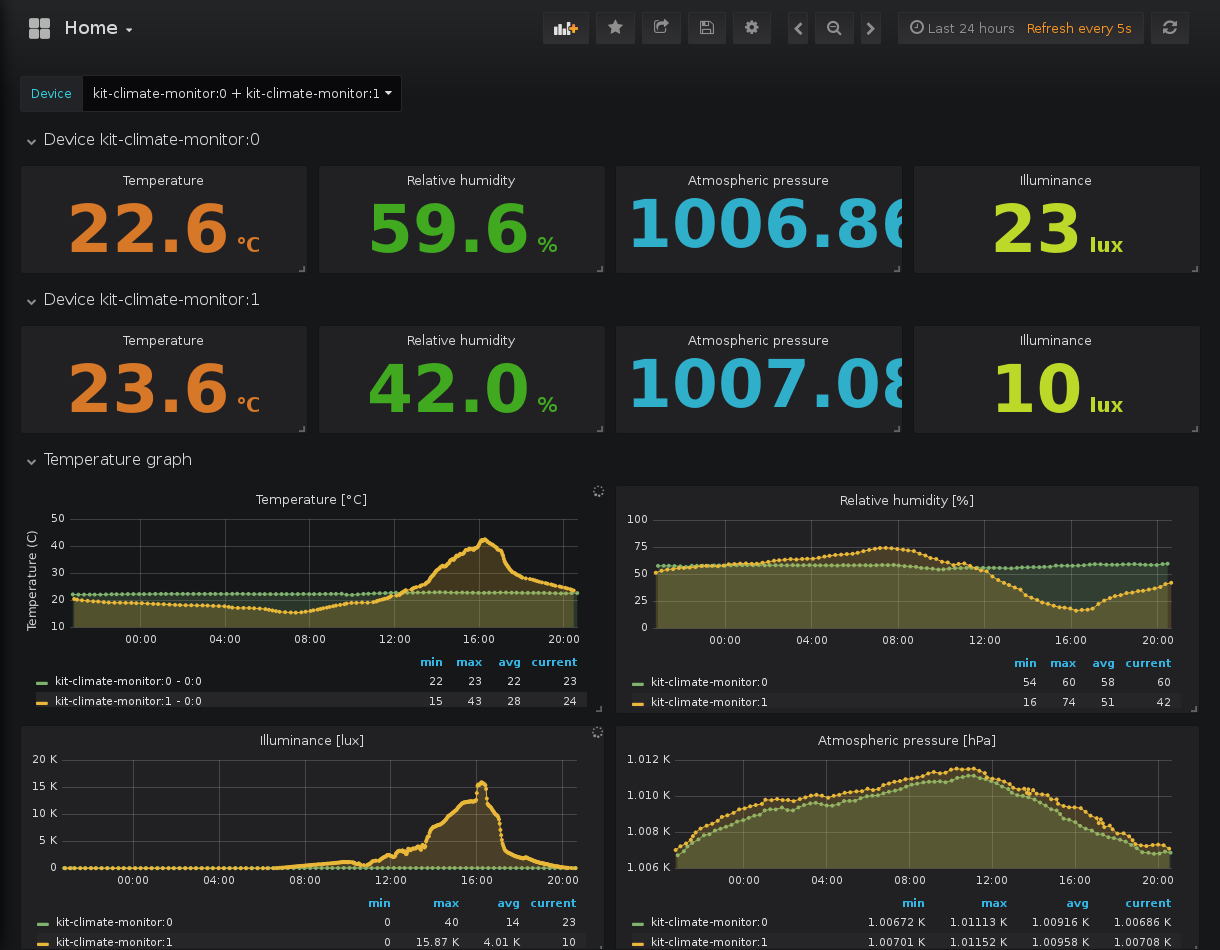 Home
Last 24 hours Refresh every 5s
Device kit-climate-monitor:0 + kit-climate-monitor:1
Device kit-climate-monitor:0
Temperature Relative humidity Atmospheric pressure Illuminance
22.6 °C 59.6 % 1006.86 23 lux
Device kit-climate-monitor:1
Temperature Relative humidity Atmospheric pressure Illuminance
23.6 °C 42.0 % 1007.08 10 lux
Temperature graph
Temperature [°C]
Temperature (C)
50
40
30
20
10
00:00 04:00 08:00 12:00 16:00 20:00
min max avg current
kit-climate-monitor:0 - 0:0 22 23 22 23
kit-climate-monitor:1 - 0:0 15 43 28 24
Relative humidity [%]
100
75
50
25
0
00:00 04:00 08:00 12:00 16:00 20:00
min max avg current
kit-climate-monitor:0 54 60 58 60
kit-climate-monitor:1 16 74 51 42
Illuminance [lux]
20 K
15 K
10 K
5 K
0
00:00 04:00 08:00 12:00 16:00 20:00
min max avg current
kit-climate-monitor:0 0 40 14 23
kit-climate-monitor:1 0 15.87 K 4.01 K 10
Atmospheric pressure [hPa]
1.012 K
1.010 K
1.008 K
1.006 K
00:00 04:00 08:00 12:00 16:00 20:00
min max avg current
kit-climate-monitor:0 1.00672 K 1.01113 K 1.00916 K 1.00686 K
kit-climate-monitor:1 1.00701 K 1.01152 K 1.00958 K 1.00708 K